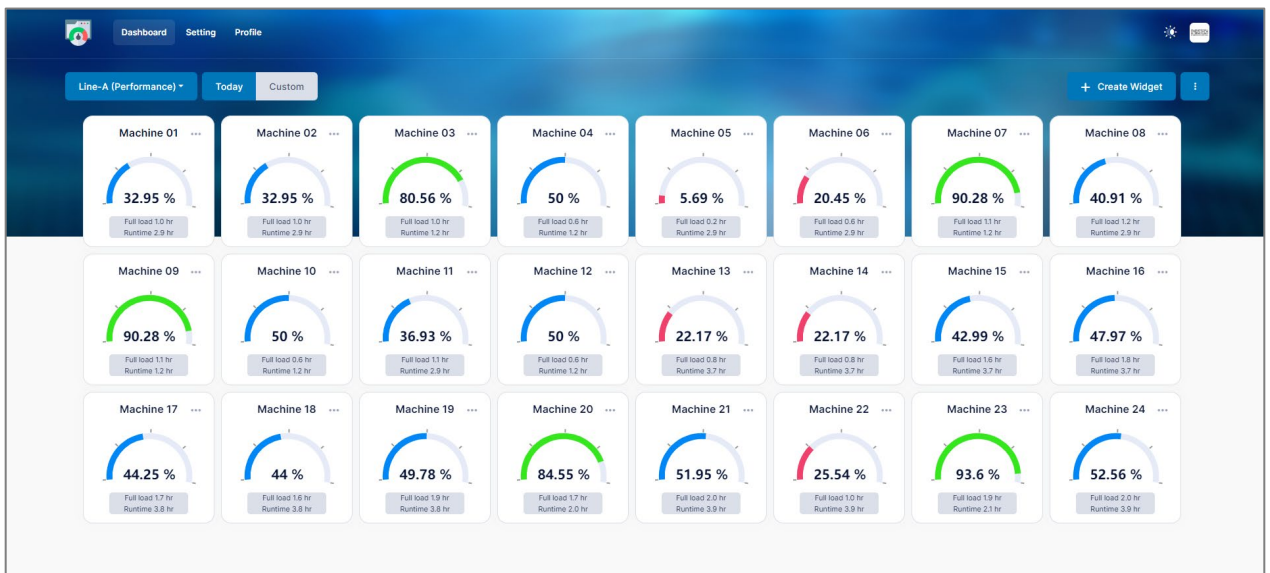 Dashboard Setting Profile
Line-A (Performance) Today Custom + Create Widget
Machine 01 Machine 02 Machine 03 Machine 04 Machine 05 Machine 06 Machine 07 Machine 08
32.95 % 32.95 % 80.56 % 50 % 5.69 % 20.45 % 90.28 % 40.91 %
Full load 1.0 hr Full load 1.0 hr Full load 1.0 hr Full load 0.6 hr Full load 0.2 hr Full load 0.6 hr Full load 1.1 hr Full load 1.2 hr
Runtime 2.9 hr Runtime 2.9 hr Runtime 1.2 hr Runtime 1.2 hr Runtime 2.9 hr Runtime 2.9 hr Runtime 1.2 hr Runtime 2.9 hr
Machine 09 Machine 10 Machine 11 Machine 12 Machine 13 Machine 14 Machine 15 Machine 16
90.28 % 50 % 36.93 % 50 % 22.17 % 22.17 % 42.99 % 47.97 %
Full load 1.1 hr Full load 0.6 hr Full load 1.1 hr Full load 0.6 hr Full load 0.8 hr Full load 0.8 hr Full load 1.6 hr Full load 1.8 hr
Runtime 1.2 hr Runtime 1.2 hr Runtime 2.9 hr Runtime 1.2 hr Runtime 3.7 hr Runtime 3.7 hr Runtime 3.7 hr Runtime 3.7 hr
Machine 17 Machine 18 Machine 19 Machine 20 Machine 21 Machine 22 Machine 23 Machine 24
44.25 % 44 % 49.78 % 84.55 % 51.95 % 25.54 % 93.6 % 52.56 %
Full load 1.7 hr Full load 1.6 hr Full load 1.9 hr Full load 1.7 hr Full load 2.0 hr Full load 1.0 hr Full load 1.9 hr Full load 2.0 hr
Runtime 3.8 hr Runtime 3.8 hr Runtime 3.8 hr Runtime 2.0 hr Runtime 3.9 hr Runtime 3.9 hr Runtime 2.1 hr Runtime 3.9 hr